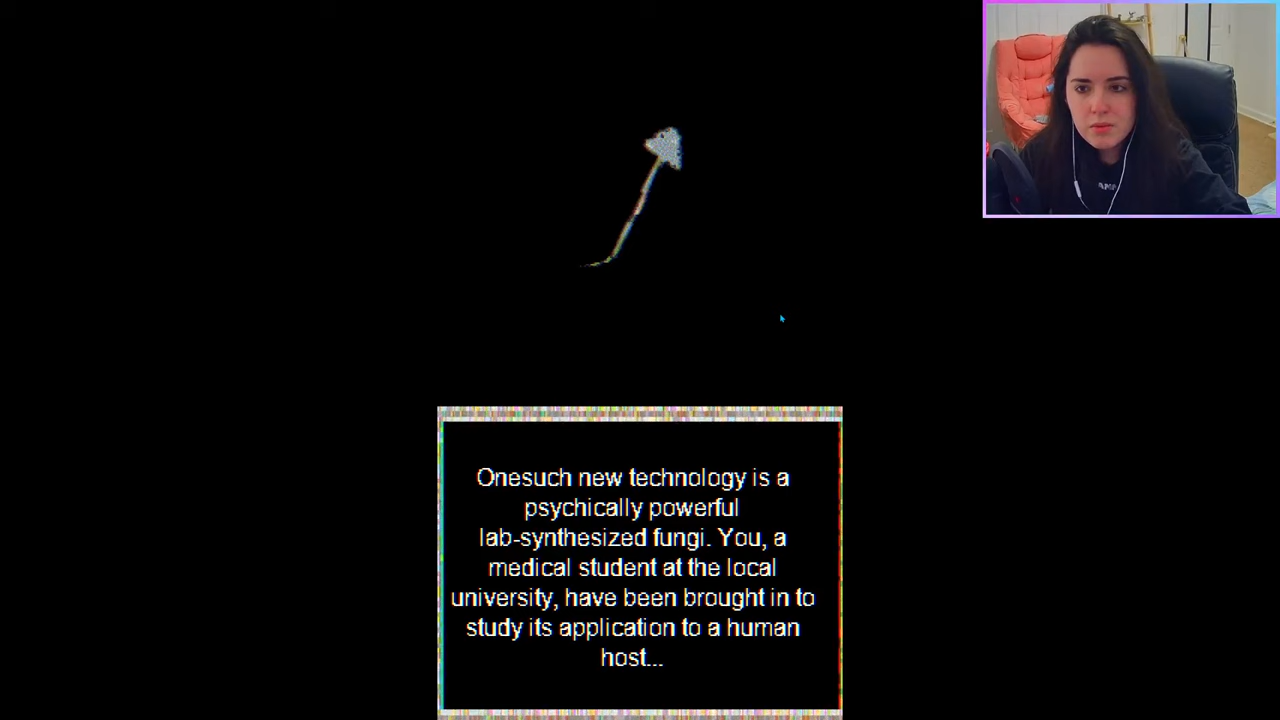 Onesuch new technology is a
psychically powerful
lab-synthesized fungi. You, a
medical student at the local
university, have been brought in to
study its application to a human
host...